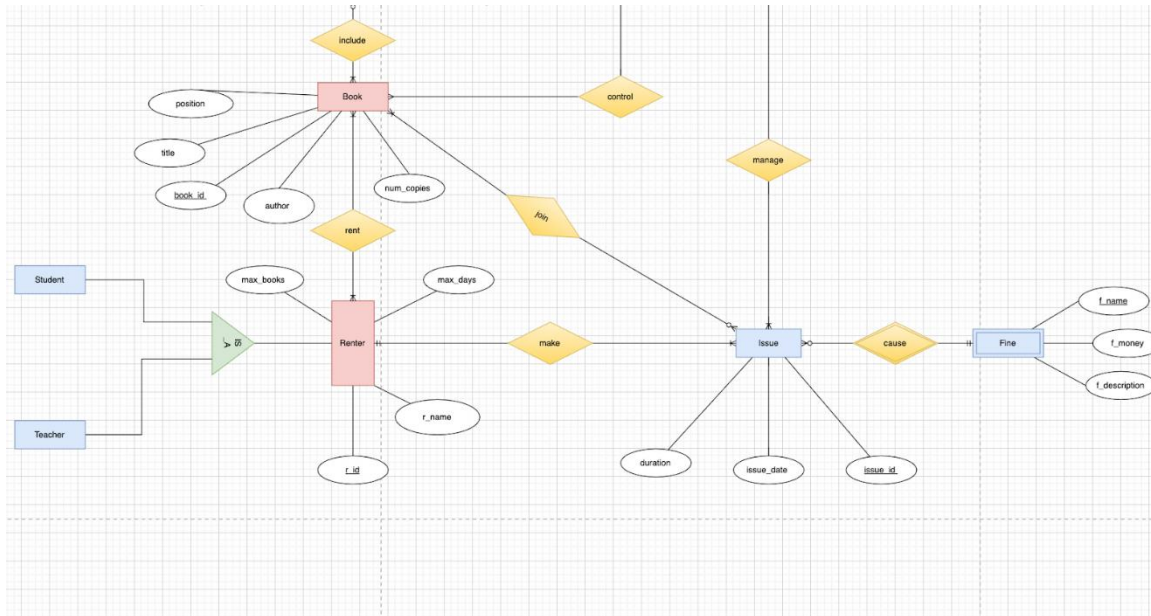 include
Book
control
position
title
book_id
author
num_copies
manage
join
rent
Student
max_books
max_days
f_name
IS
_A
Renter
make
Issue
cause
Fine
f_money
f_description
r_name
Teacher
r_id
duration
issue_date
issue_id